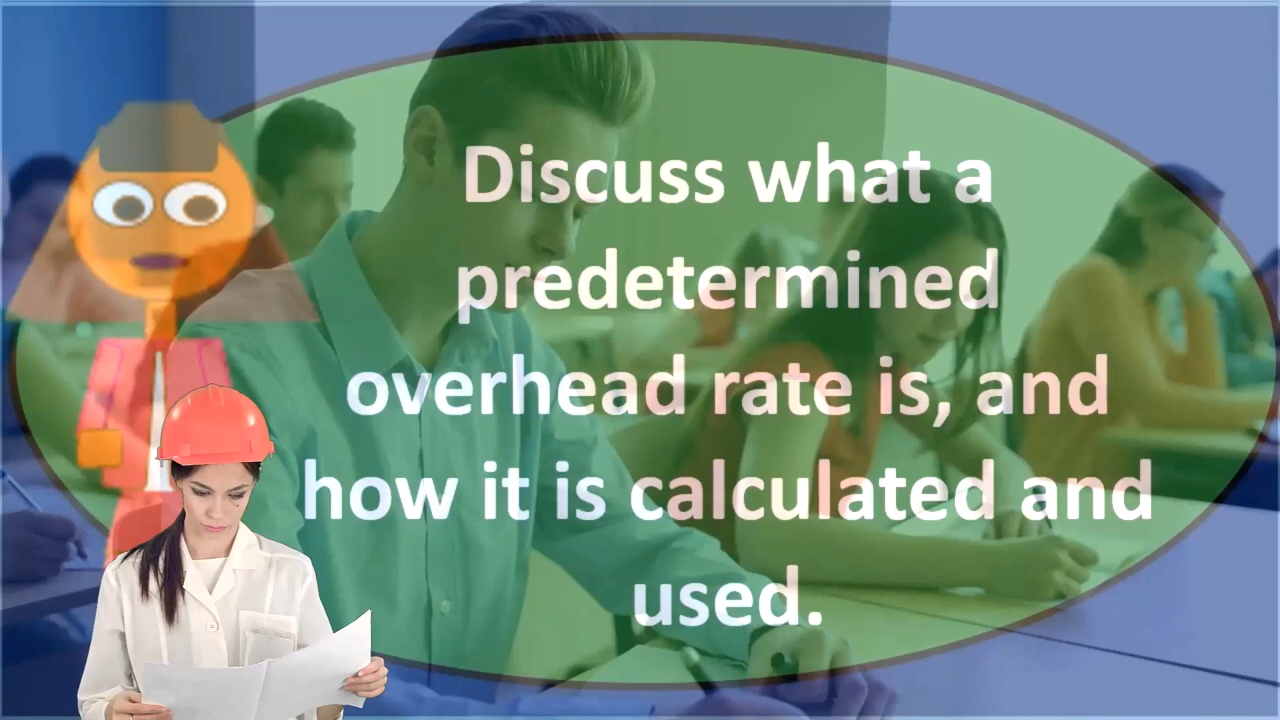 Discuss what a
predetermined
overhead rate is, and
how it is calculated and
used.